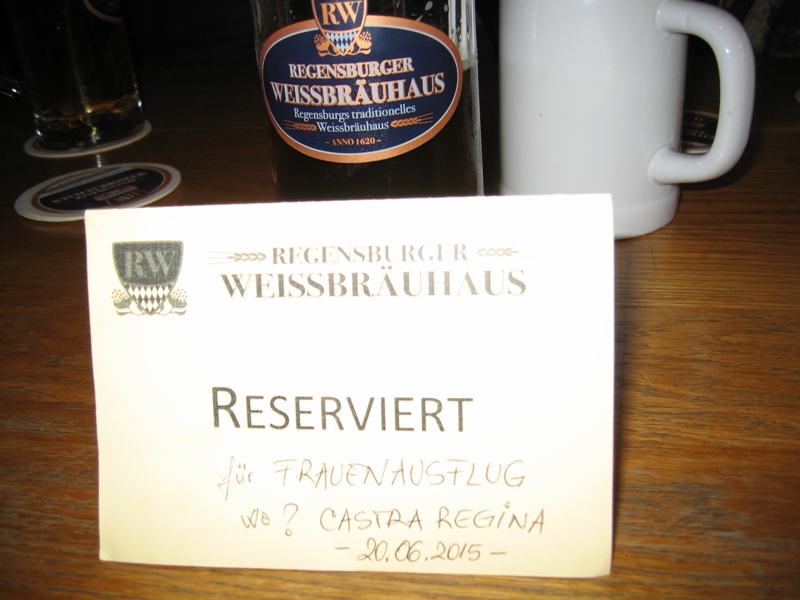 RW
REGENSBURGER
WEISSBRÄUHAUS
Regensburgs traditionelles
Weissbräuhaus
- ANNO 1620 -
RW
REGENSBURGER
WEISSBRÄUHAUS
RESERVIERT
für FRAUENAUSFLUG
wo? CASTRA REGINA
- 20.06.2015 -